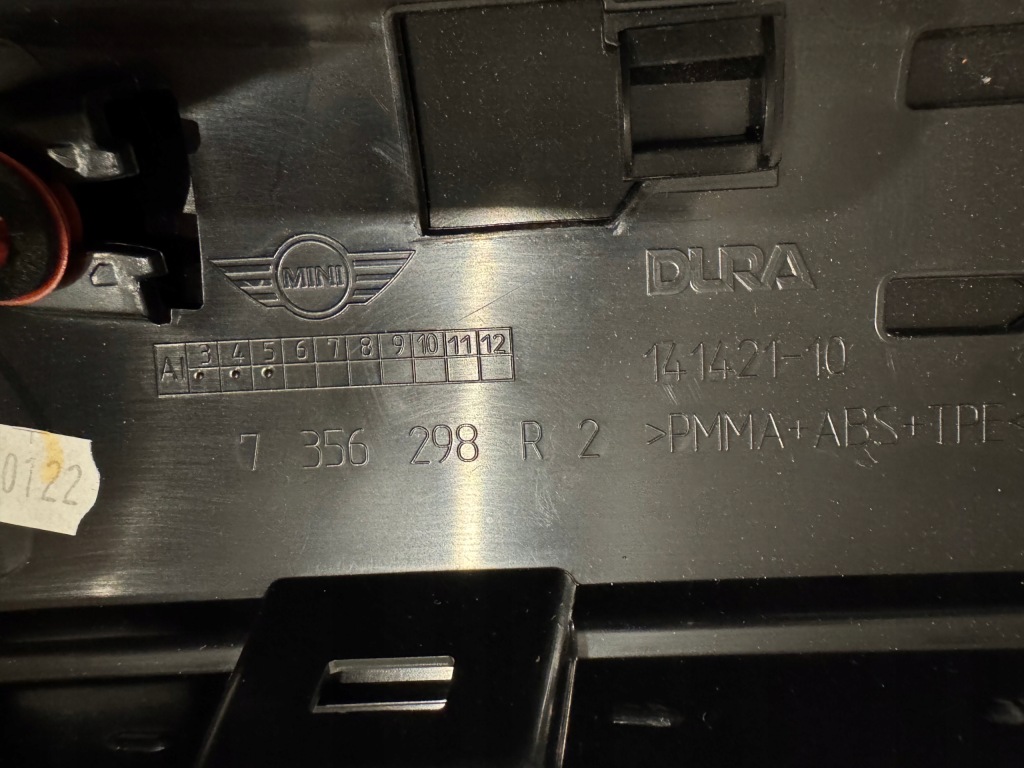 MINI
DURA
AI 3 4 5 6 7 8 9 10 11 12
141421-10
7 356 298 R 2
>PMMA+ABS+TPE<
0122